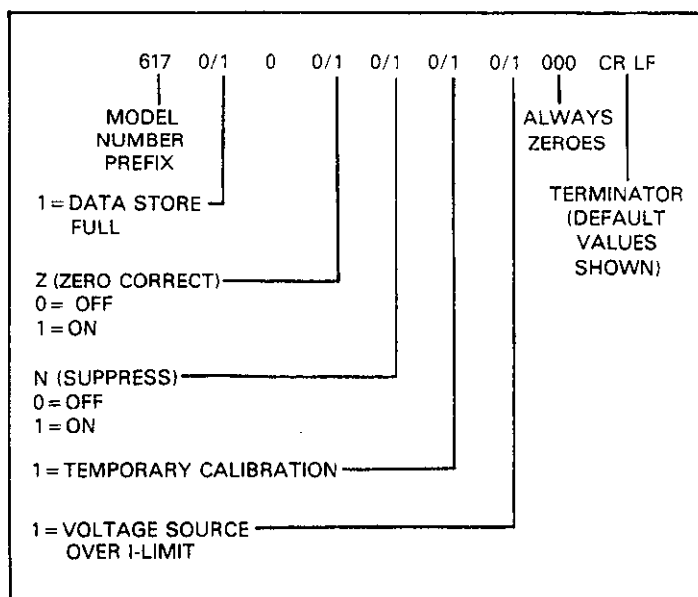 617 0/1 0 0/1 0/1 0/1 0/1 000 CR LF
MODEL
NUMBER
PREFIX
ALWAYS
ZEROES
1 = DATA STORE
FULL
TERMINATOR
(DEFAULT
VALUES
SHOWN)
Z (ZERO CORRECT)
0 = OFF
1 = ON
N (SUPPRESS)
0 = OFF
1 = ON
1 = TEMPORARY CALIBRATION
1 = VOLTAGE SOURCE
OVER I-LIMIT